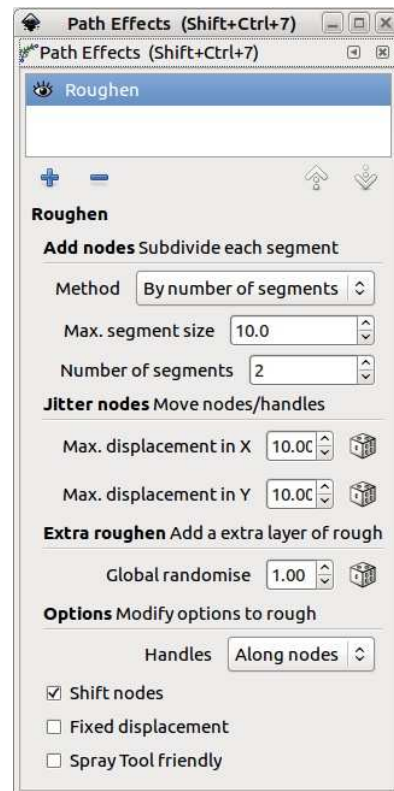 Path Effects (Shift+Ctrl+7)
Path Effects (Shift+Ctrl+7)
Roughen
Roughen
Add nodes Subdivide each segment
Method By number of segments
Max. segment size 10.0
Number of segments 2
Jitter nodes Move nodes/handles
Max. displacement in X 10.00
Max. displacement in Y 10.00
Extra roughen Add a extra layer of rough
Global randomise 1.00
Options Modify options to rough
Handles Along nodes
Shift nodes
Fixed displacement
Spray Tool friendly